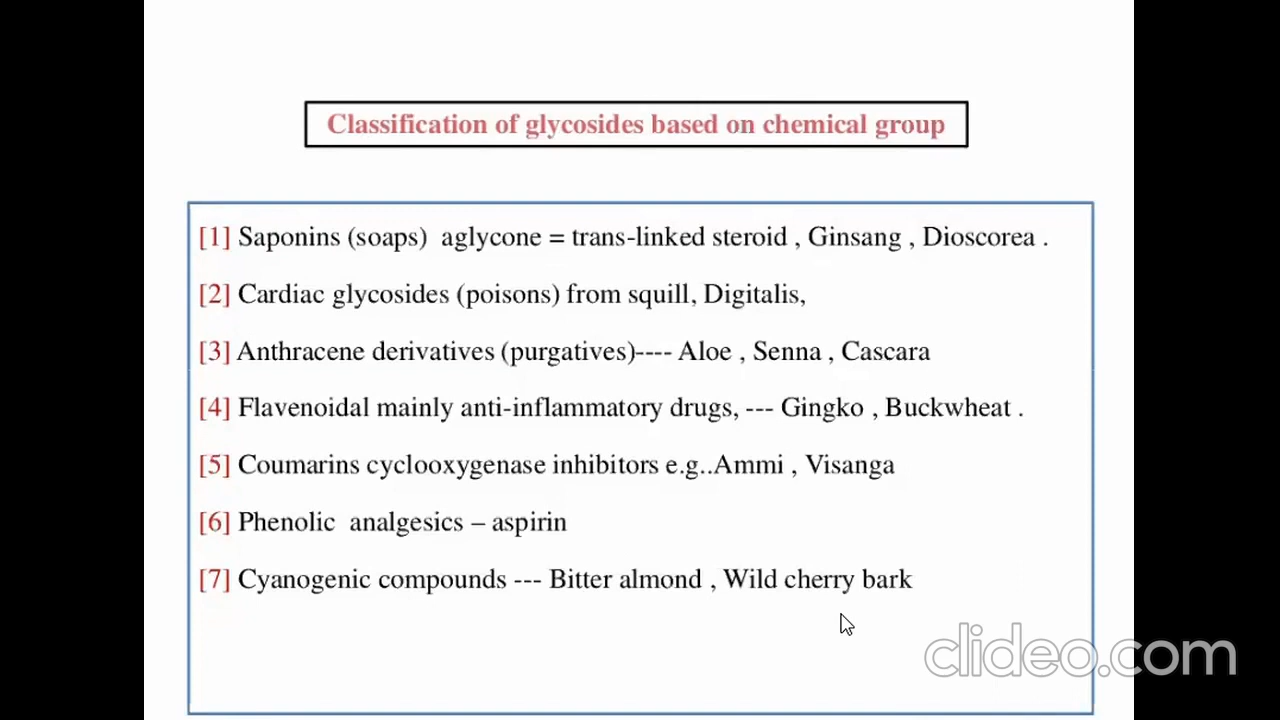 Classification of glycosides based on chemical group
[1] Saponins (soaps) aglycone = trans-linked steroid , Ginsang , Dioscorea .
[2] Cardiac glycosides (poisons) from squill, Digitalis,
[3] Anthracene derivatives (purgatives)---- Aloe , Senna , Cascara
[4] Flavenoidal mainly anti-inflammatory drugs, --- Gingko , Buckwheat .
[5] Coumarins cyclooxygenase inhibitors e.g..Ammi , Visanga
[6] Phenolic analgesics – aspirin
[7] Cyanogenic compounds --- Bitter almond , Wild cherry bark
clideo.com